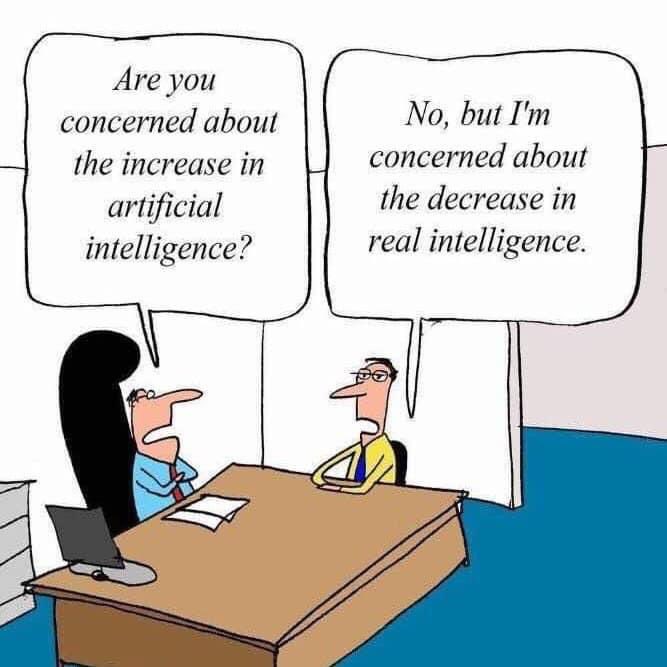 Are you
concerned about
the increase in
artificial
intelligence?
No, but I'm
concerned about
the decrease in
real intelligence.